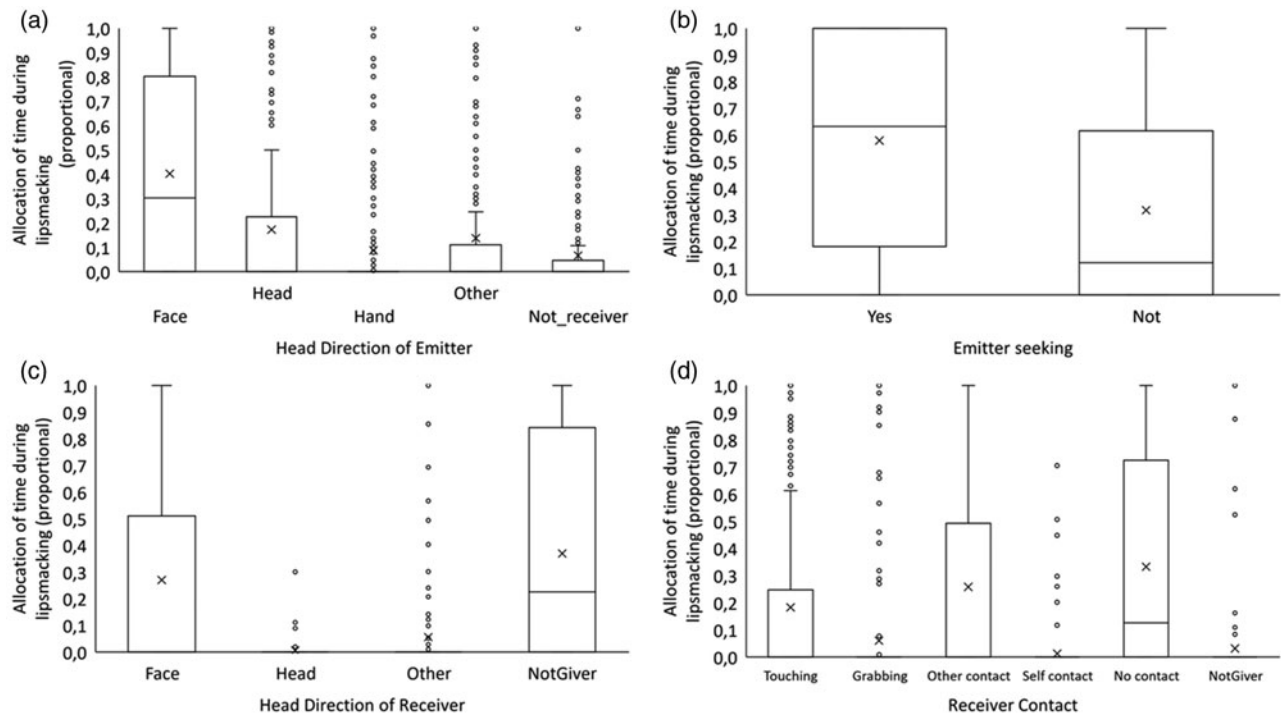 (a)
Allocation of time during
lipsmacking
(proportional)
1,0
0,9
0,8
0,7
0,6
0,5
0,4
0,3
0,2
0,1
0,0
Face
Head
Hand
Other
Not_receiver
Head Direction of Emitter
(b)
Allocation of time during
lipsmacking (proportional)
1,0
0,9
0,8
0,7
0,6
0,5
0,4
0,3
0,2
0,1
0,0
Yes
Not
Emitter seeking
(c)
Allocation of time during
lipsmacking (proportional)
1,0
0,9
0,8
0,7
0,6
0,5
0,4
0,3
0,2
0,1
0,0
Face
Head
Other
NotGiver
Head Direction of Receiver
(d)
Allocation of time during
lipsmacking (proportional)
1,0
0,9
0,8
0,7
0,6
0,5
0,4
0,3
0,2
0,1
0,0
Touching
Grabbing
Other contact
Self contact
No contact
NotGiver
Receiver Contact